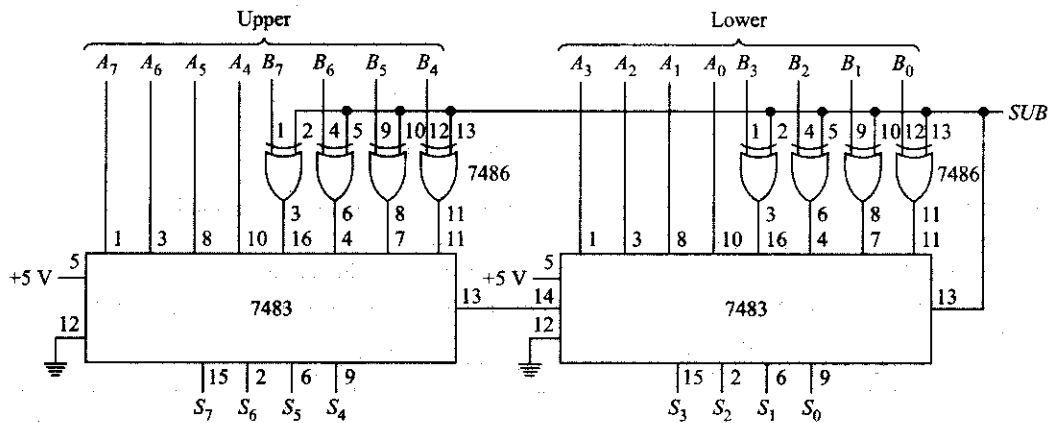 Upper Lower
A7 A6 A5 A4 B7 B6 B5 B4 A3 A2 A1 A0 B3 B2 B1 B0
SUB
1 2 4 5 9 10 12 13 1 2 4 5 9 10 12 13
7486 7486
3 6 8 11 3 6 8 11
1 3 8 10 16 4 7 11 1 3 8 10 16 4 7 11
5 5
+5 V +5 V
13 14 13
7483 7483
12 12
15 2 6 9 15 2 6 9
S7 S6 S5 S4 S3 S2 S1 S0